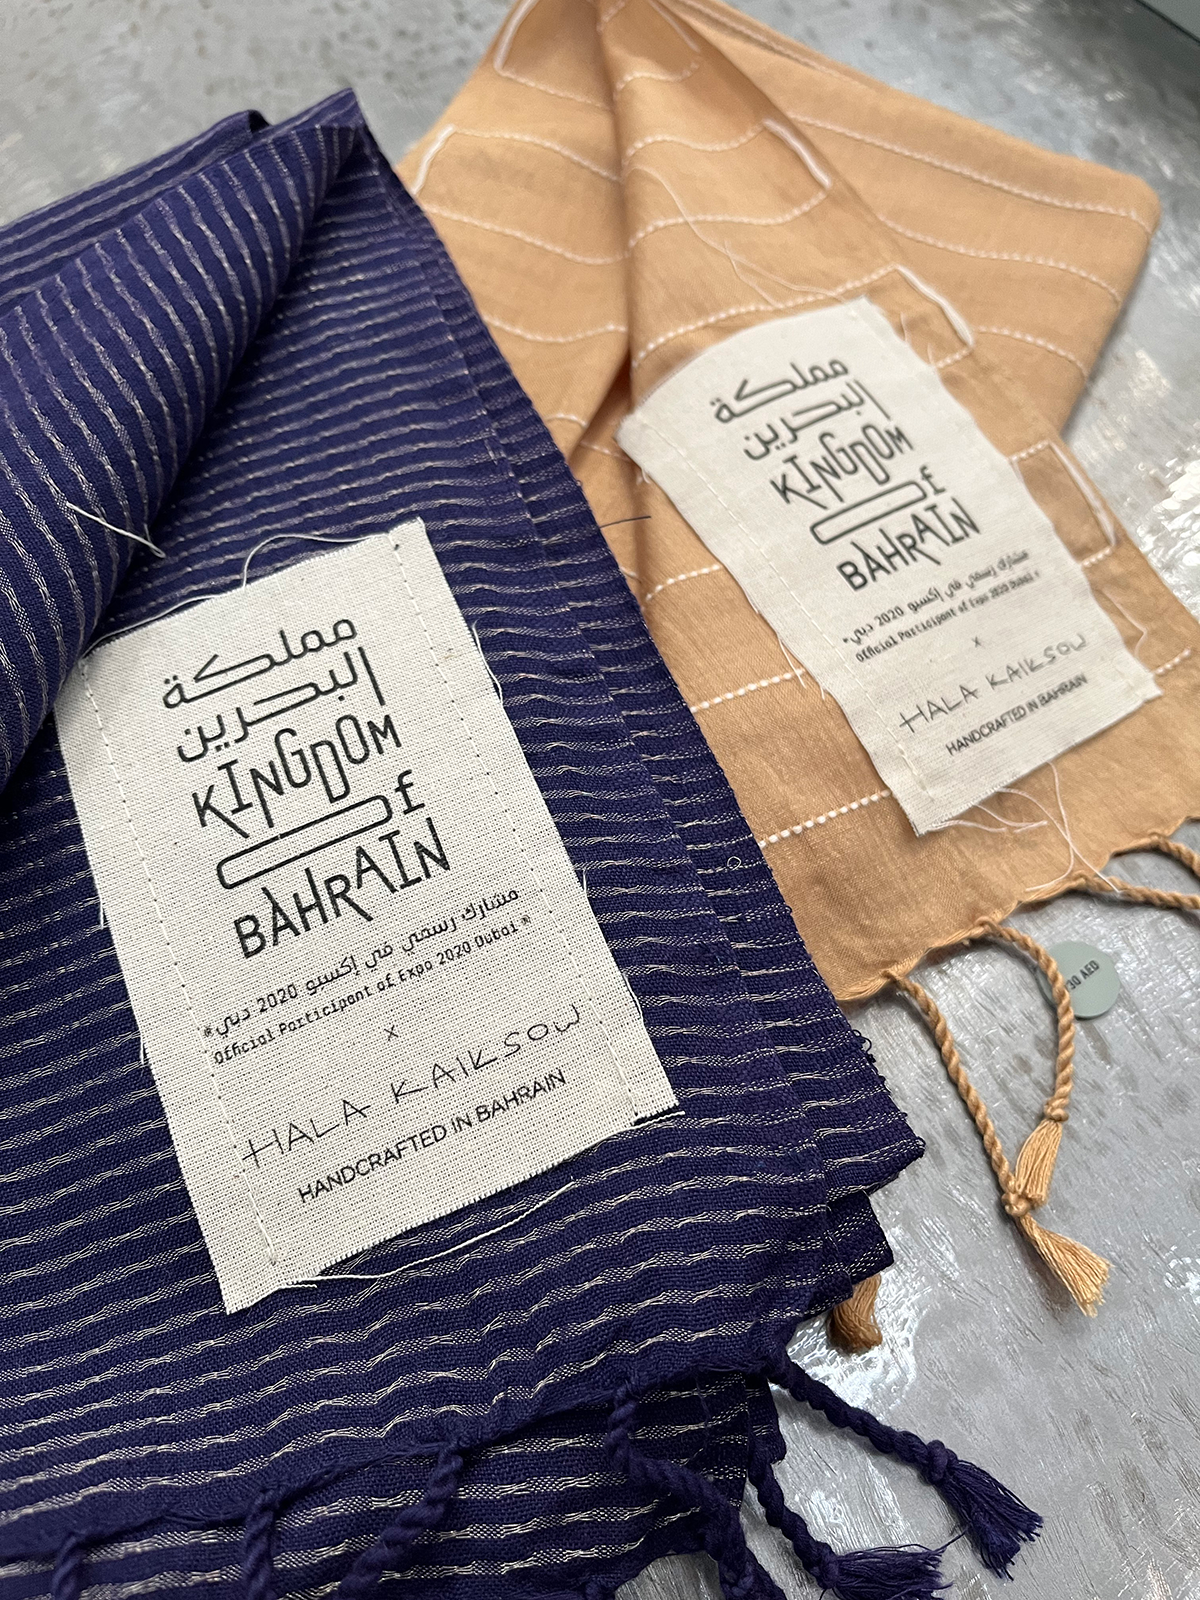 مملكة
البحرين
KINGDOM
Of
BAHRAIN
مشارك رسمي في إكسبو 2020 دبي
Official Participant of Expo 2020 Dubai
x
HALA KAIKSOW
HANDCRAFTED IN BAHRAIN
مملكة
البحرين
KINGDOM
Of
BAHRAIN
مشارك رسمي في إكسبو 2020 دبي
Official Participant of Expo 2020 Dubai
x
HALA KAIKSOW
HANDCRAFTED IN BAHRAIN
AED